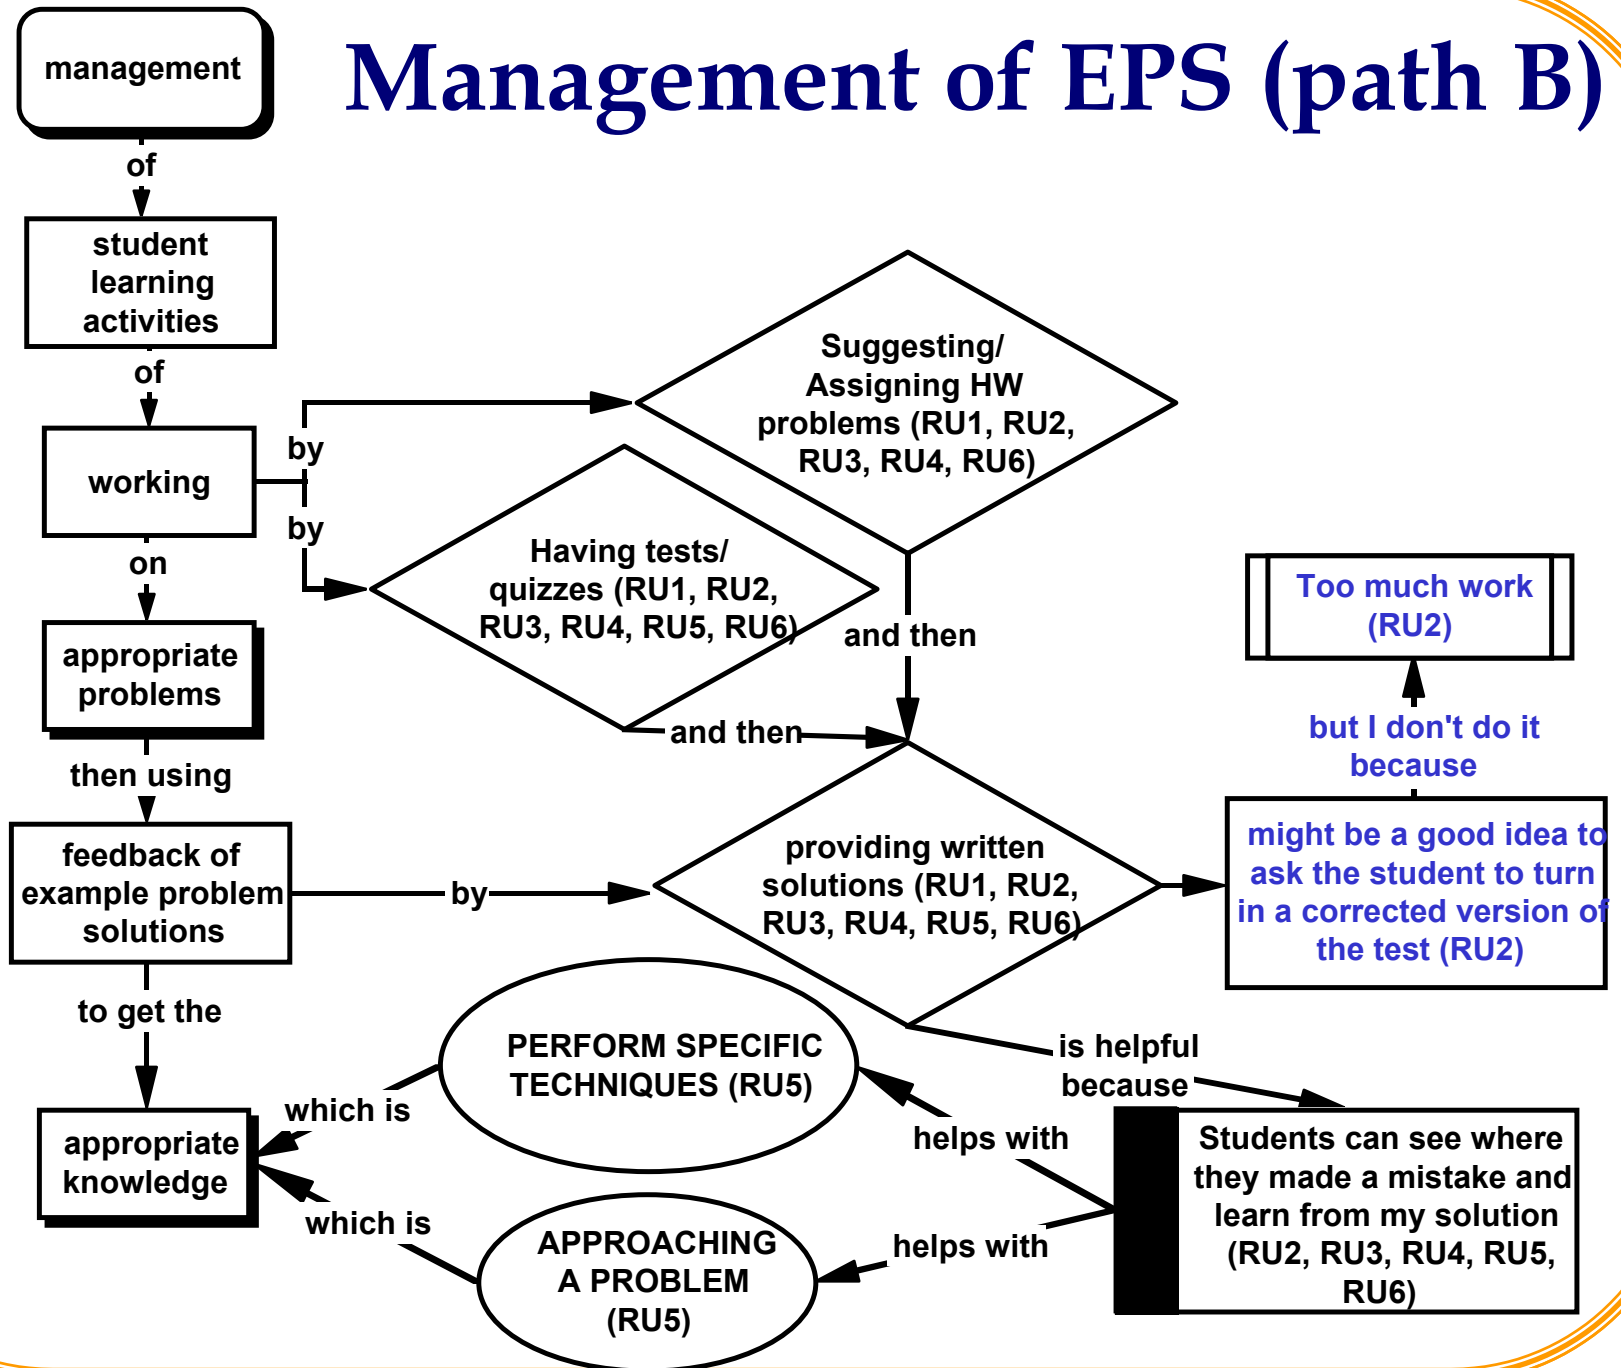 management
Management of EPS (path B)
of
student
learning
activities
of
working
by
by
Suggesting/
Assigning HW
problems (RU1, RU2,
RU3, RU4, RU6)
Having tests/
quizzes (RU1, RU2,
RU3, RU4, RU5, RU6)
on
appropriate
problems
and then
and then
Too much work
(RU2)
but I don't do it
because
then using
feedback of
example problem
solutions
by
providing written
solutions (RU1, RU2,
RU3, RU4, RU5, RU6)
might be a good idea to
ask the student to turn
in a corrected version of
the test (RU2)
to get the
PERFORM SPECIFIC
TECHNIQUES (RU5)
is helpful
because
which is
appropriate
knowledge
helps with
Students can see where
they made a mistake and
learn from my solution
(RU2, RU3, RU4, RU5,
RU6)
which is
APPROACHING
A PROBLEM
(RU5)
helps with